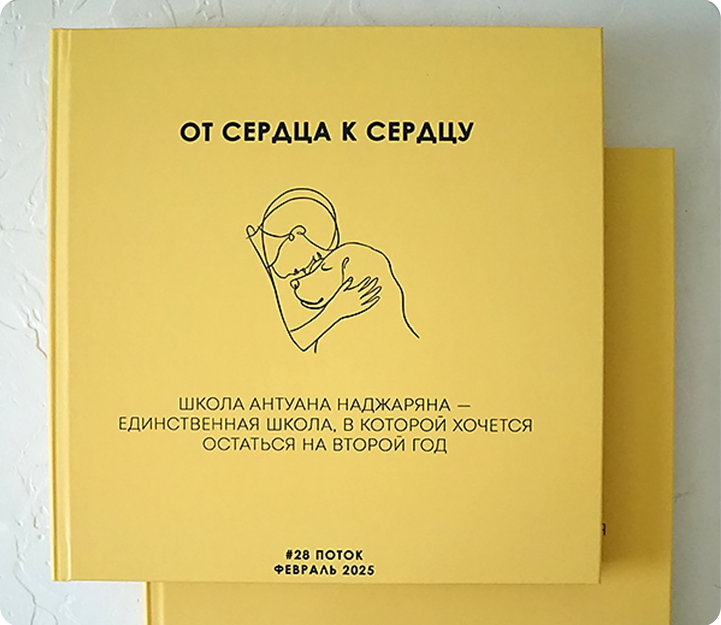 ОТ СЕРДЦА К СЕРДЦУ
ШКОЛА АНТУАНА НАДЖАРЯНА —
ЕДИНСТВЕННАЯ ШКОЛА, В КОТОРОЙ ХОЧЕТСЯ
ОСТАТЬСЯ НА ВТОРОЙ ГОД
#28 ПОТОК
ФЕВРАЛЬ 2025